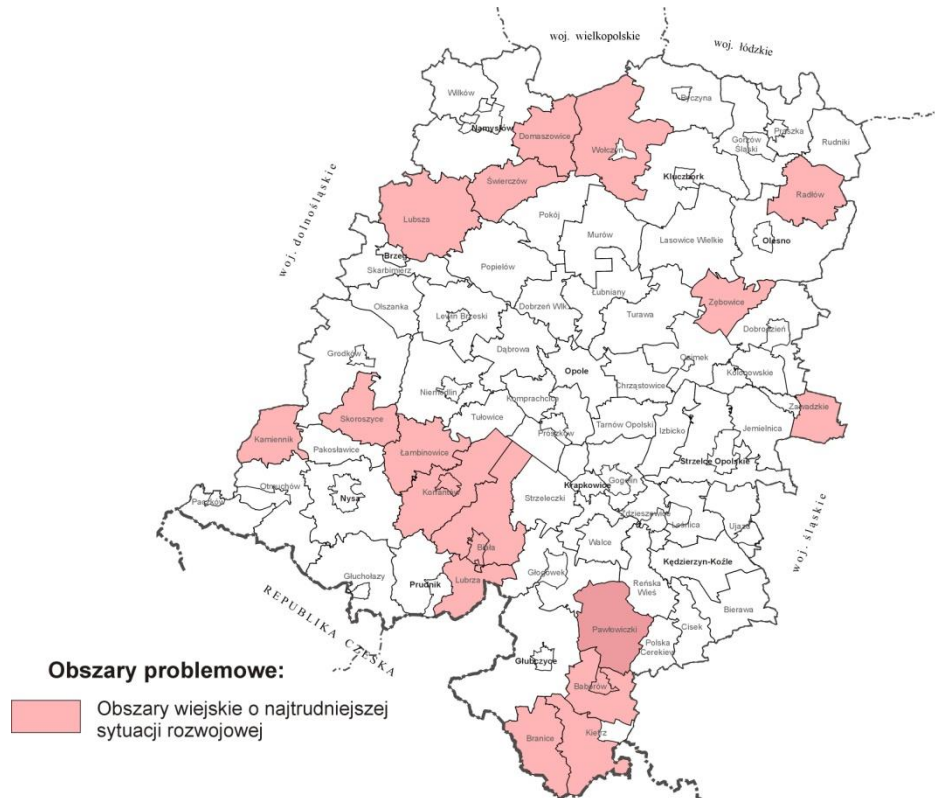 woj. wielkopolskie
woj. łódzkie
Wilków
Byczyna
Namysłów
Domaszowice
Wołczyn
Gorzów
Śląski
Praszka
Rudniki
Kluczbork
Świerczów
Radłów
Lubsza
Pokój
Murów
Lasowice Wielkie
Olesno
woj. dolnośląskie
Brzeg
Skarbimierz
Popielów
Olszanka
Lewin Brzeski
Dobrzeń Wlk.
Łubniany
Turawa
Zębowice
Dobrodzień
Grodków
Dąbrowa
Opole
Ozimek
Kolonowskie
Niemodlin
Komprachcice
Chrząstowice
Zawadzkie
Skoroszyce
Tułowice
Prószków
Tarnów Opolski
Izbicko
Jemielnica
Kamiennik
Pakosławice
Łambinowice
Strzelce Opolskie
Otmuchów
Paczków
Nysa
Korfantów
Strzeleczki
Krapkowice
Gogolin
Zdzieszowice
Leśnica
Ujazd
woj. śląskie
Biała
Walce
Głogówek
Kędzierzyn-Koźle
Głuchołazy
Prudnik
Lubrza
Reńska
Wieś
Bierawa
REPUBLIKA CZESKA
Pawłowiczki
Cisek
Polska
Cerekiew
Głubczyce
Baborów
Branice
Kietrz
Obszary problemowe:
Obszary wiejskie o najtrudniejszej
sytuacji rozwojowej